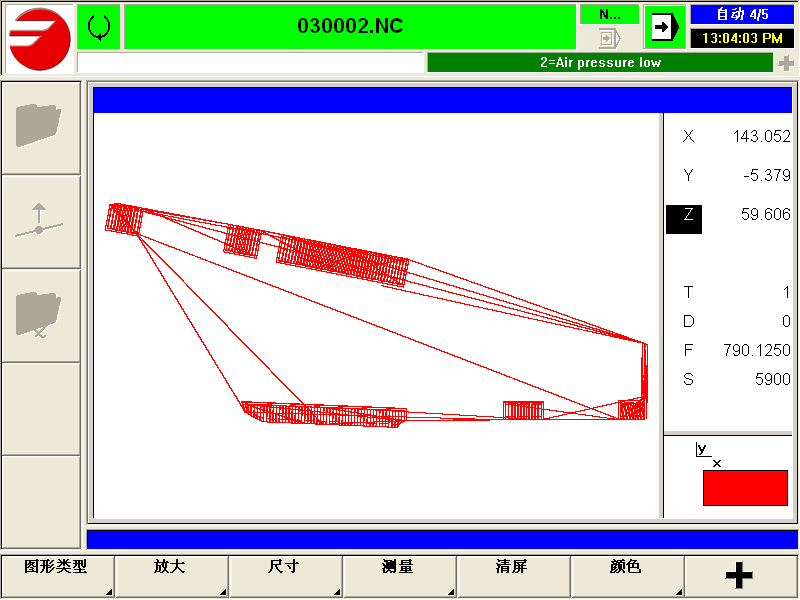 030002.NC
N...
自动 4/5
13:04:03 PM
2=Air pressure low
X 143.052
Y -5.379
Z 59.606
T 1
D 0
F 790.1250
S 5900
y
x
图形类型 放大 尺寸 测量 清屏 颜色